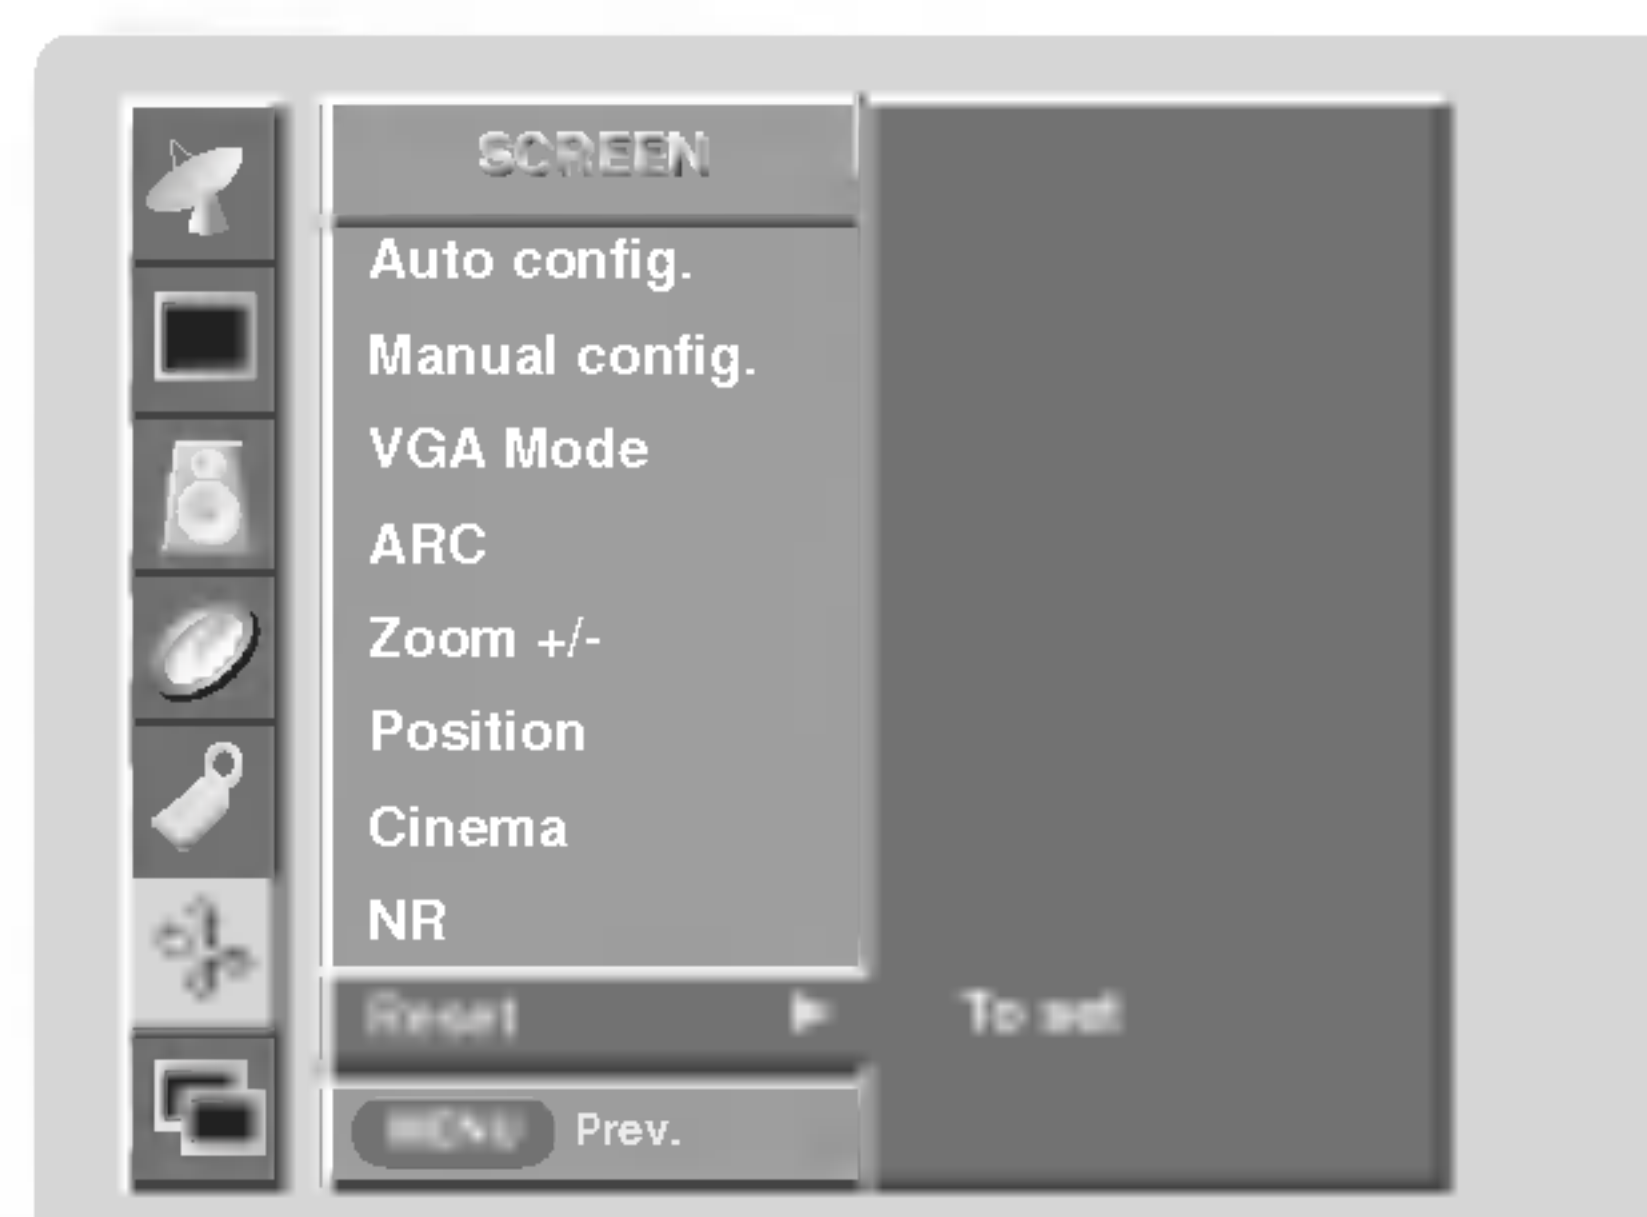 SCREEN
Auto config.
Manual config.
VGA Mode
ARC
Zoom +/-
Position
Cinema
NR
Reset ► To set
MENU Prev.